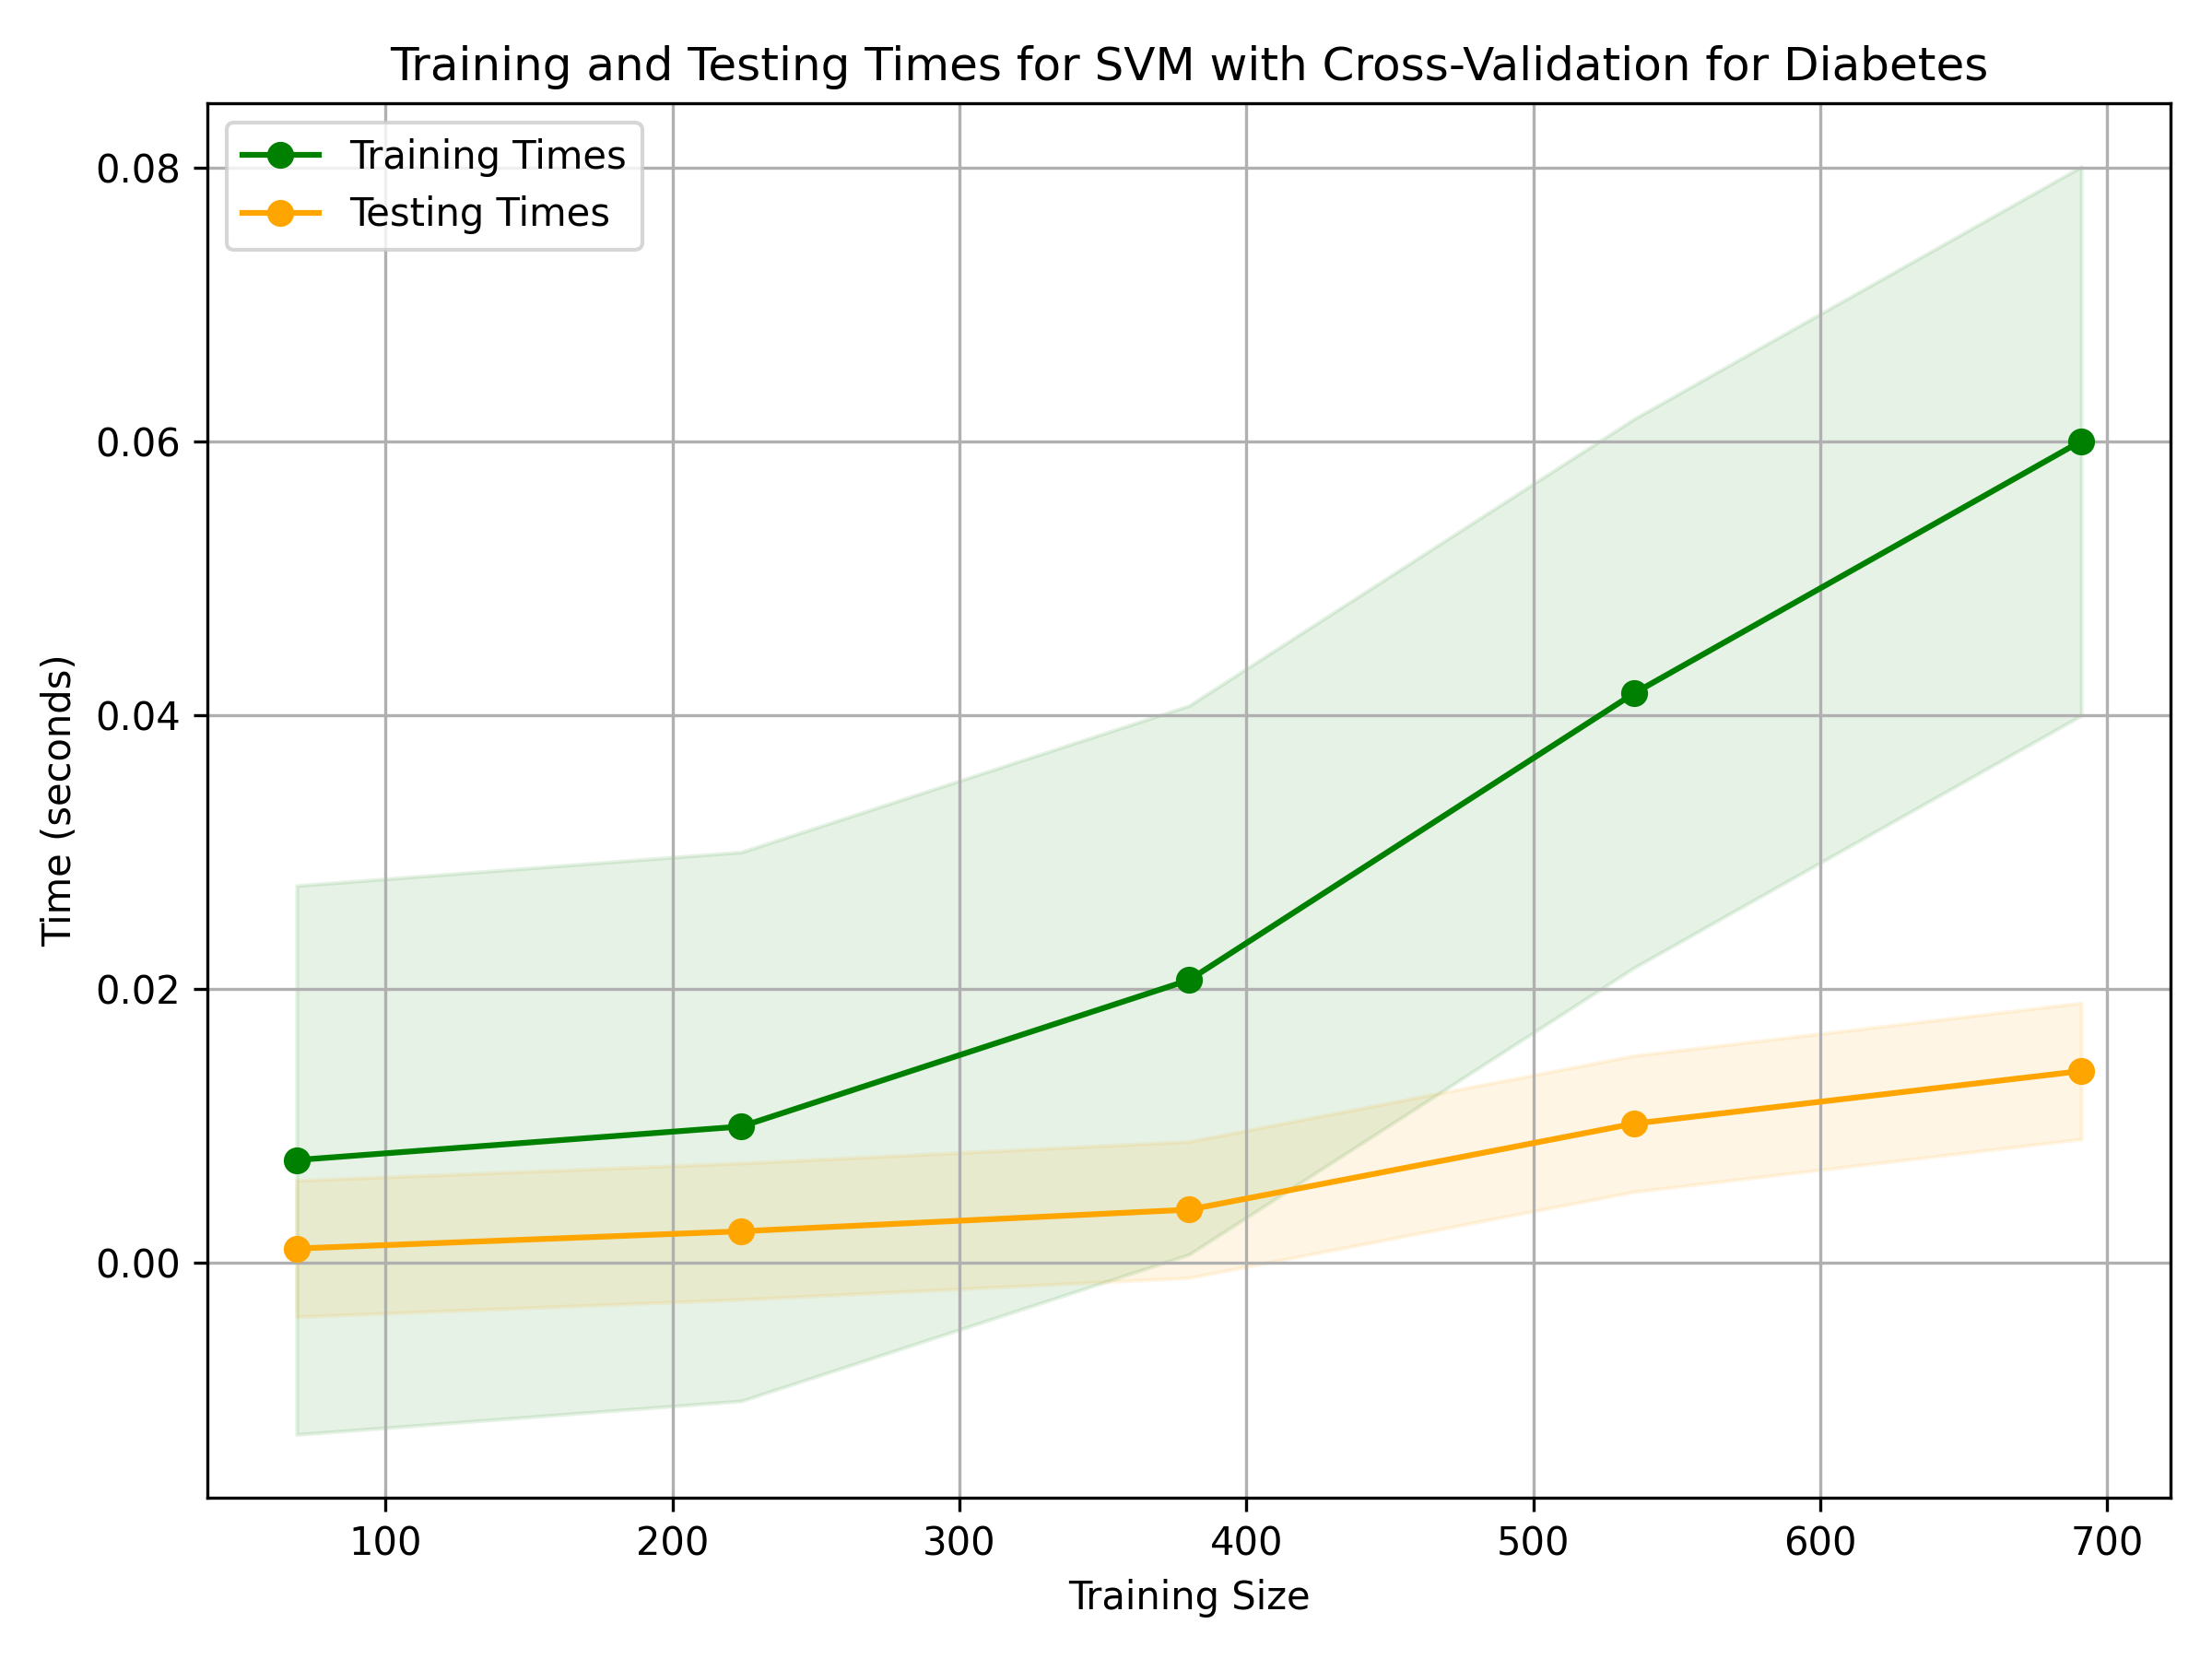 Training and Testing Times for SVM with Cross-Validation for Diabetes
Training Times
Testing Times
0.08
0.06
0.04
0.02
0.00
Time (seconds)
100 200 300 400 500 600 700
Training Size